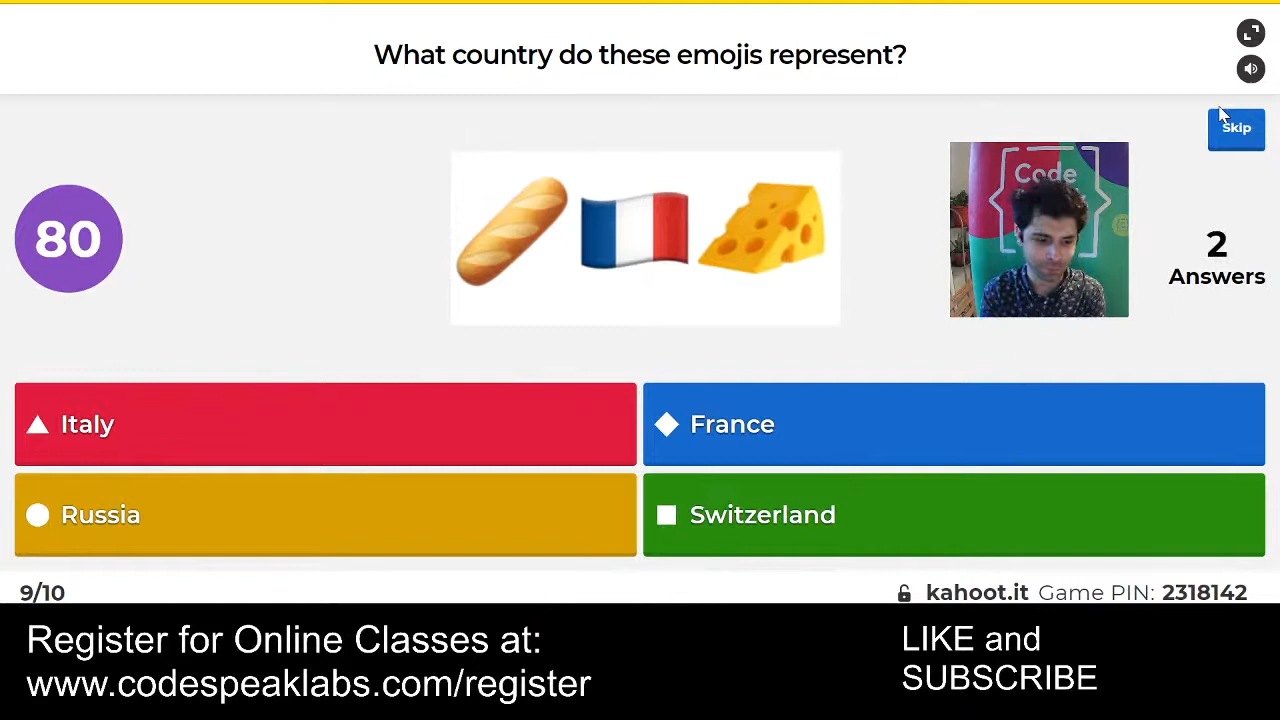 What country do these emojis represent?
Skip
80
Code
2
Answers
Italy
France
Russia
Switzerland
9/10
kahoot.it Game PIN: 2318142
Register for Online Classes at:
www.codespeaklabs.com/register
LIKE and
SUBSCRIBE